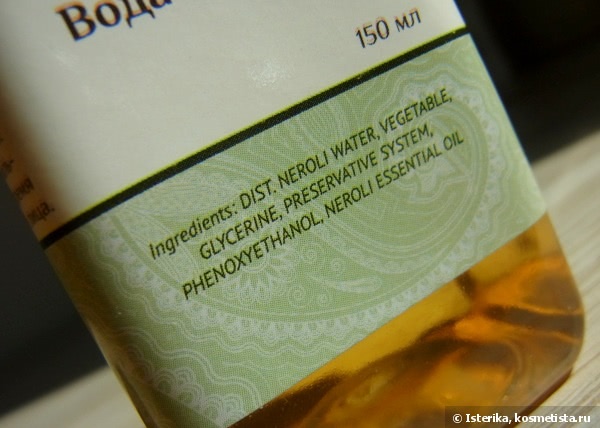 Вода
150 мл
Ingredients: DIST. NEROLI WATER, VEGETABLE,
GLYCERINE, PRESERVATIVE SYSTEM,
PHENOXYETHANOL, NEROLI ESSENTIAL OIL
© Isterika, kosmetista.ru